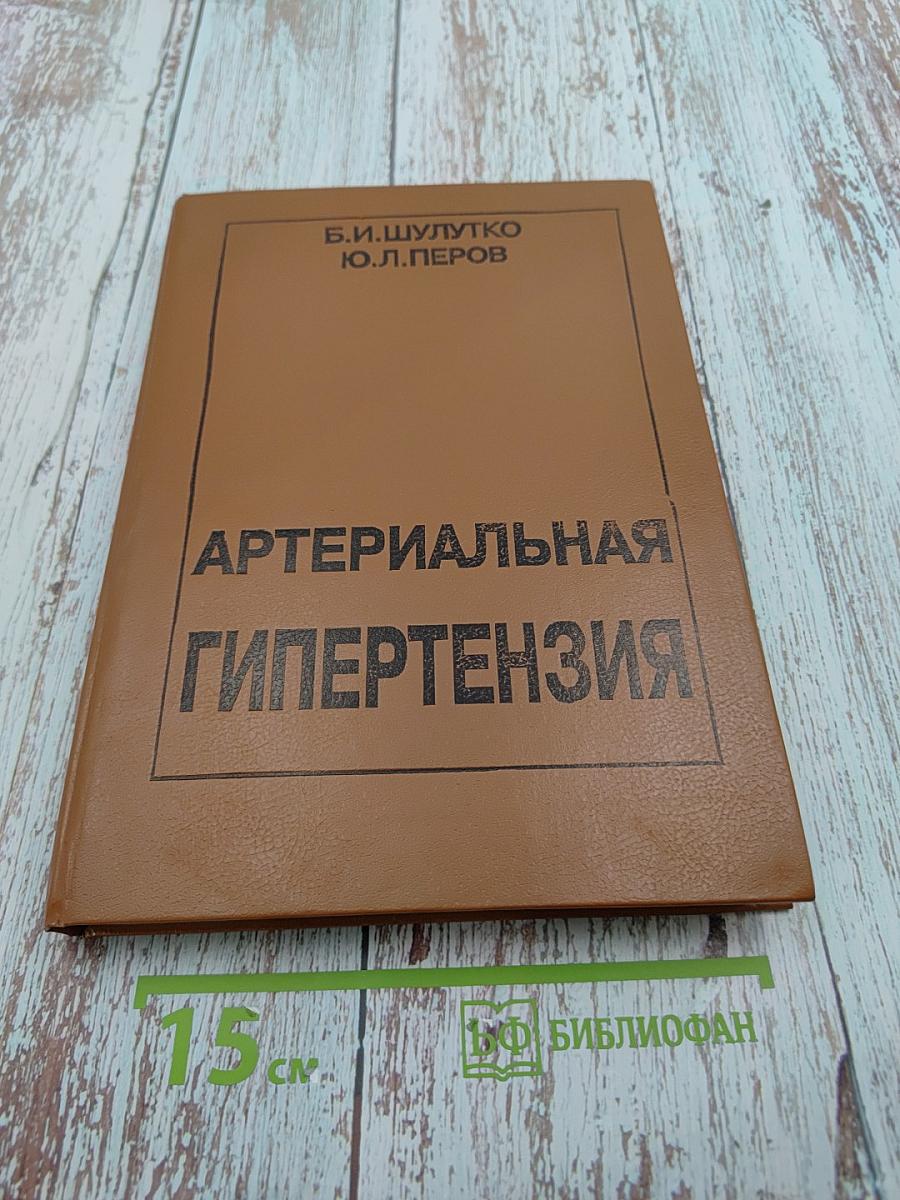 Б.И.ШУЛУТКО
Ю.Л.ПЕРОВ
АРТЕРИАЛЬНАЯ
ГИПЕРТЕНЗИЯ
15 см
БФ БИБЛИОФАН